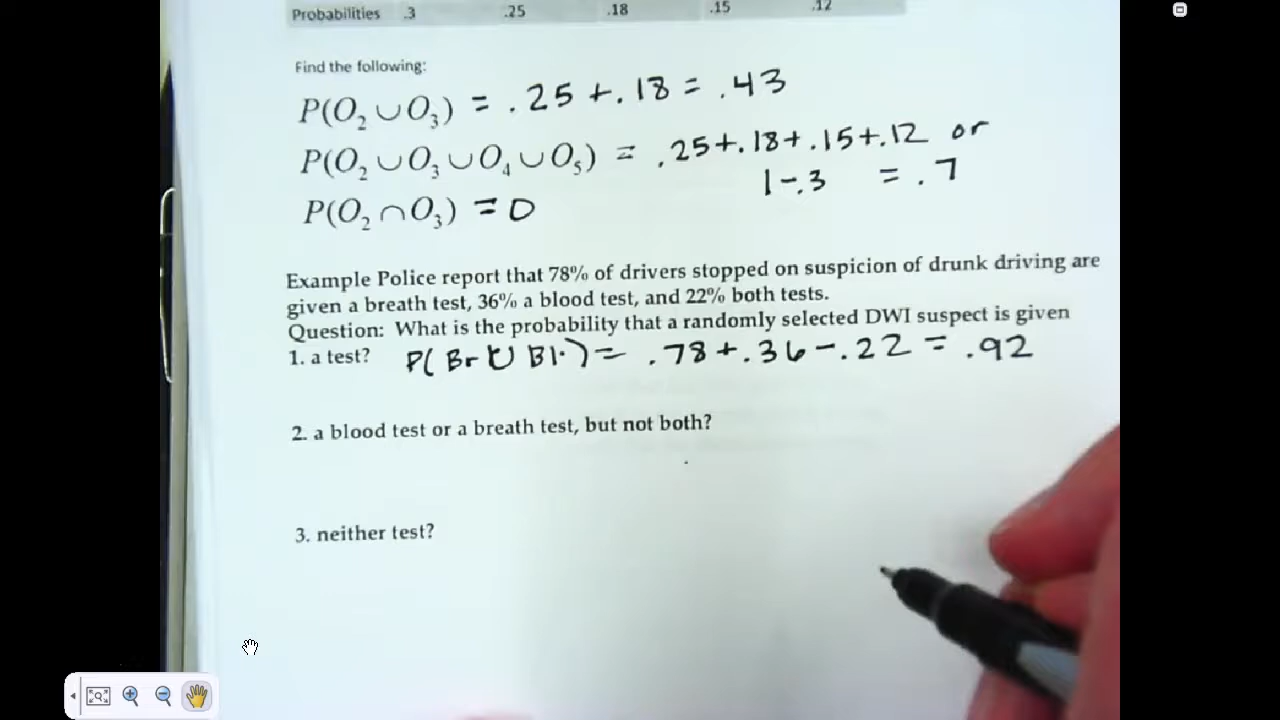 Probabilities .3 .25 .18 .15 .12
Find the following:
P(O₂ ∪ O₃) = .25 + .18 = .43
P(O₂ ∪ O₃ ∪ O₄ ∪ O₅) = .25+.18+.15+.12 or
1-.3 = .7
P(O₂ ∩ O₃) = 0
Example Police report that 78% of drivers stopped on suspicion of drunk driving are
given a breath test, 36% a blood test, and 22% both tests.
Question: What is the probability that a randomly selected DWI suspect is given
1. a test? P( Br ∪ Bl.) = .78 + .36 - .22 = .92
2. a blood test or a breath test, but not both?
3. neither test?